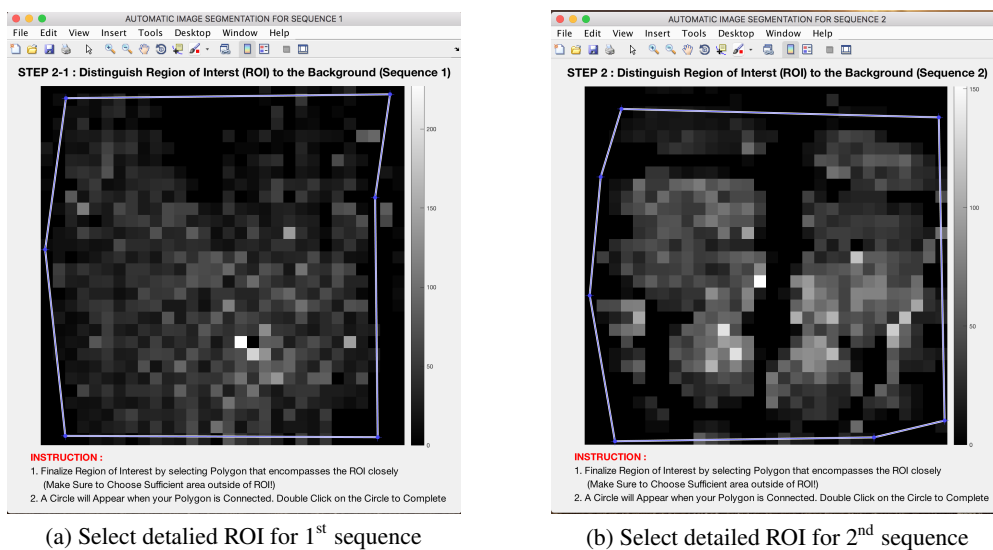 AUTOMATIC IMAGE SEGMENTATION FOR SEQUENCE 1
File Edit View Insert Tools Desktop Window Help
STEP 2-1 : Distinguish Region of Interst (ROI) to the Background (Sequence 1)
200
150
100
50
0
INSTRUCTION :
1. Finalize Region of Interest by selecting Polygon that encompasses the ROI closely
(Make Sure to Choose Sufficient area outside of ROI!)
2. A Circle will Appear when your Polygon is Connected. Double Click on the Circle to Complete
(a) Select detalied ROI for 1st sequence
AUTOMATIC IMAGE SEGMENTATION FOR SEQUENCE 2
File Edit View Insert Tools Desktop Window Help
STEP 2 : Distinguish Region of Interst (ROI) to the Background (Sequence 2)
150
100
50
0
INSTRUCTION :
1. Finalize Region of Interest by selecting Polygon that encompasses the ROI closely
(Make Sure to Choose Sufficient area outside of ROI!)
2. A Circle will Appear when your Polygon is Connected. Double Click on the Circle to Complete
(b) Select detailed ROI for 2nd sequence